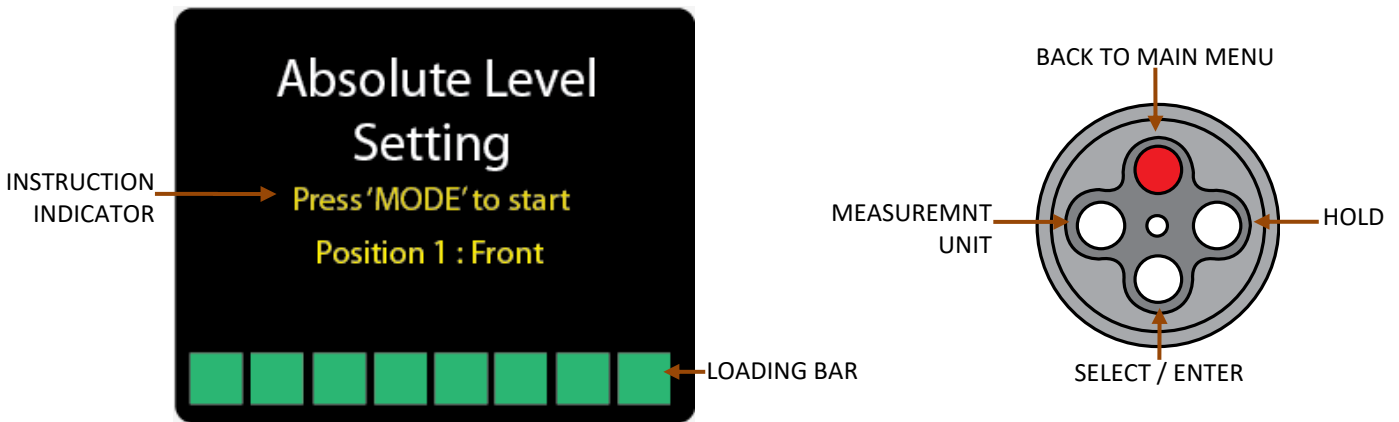 Absolute Level
Setting
INSTRUCTION
INDICATOR
Press 'MODE' to start
Position 1 : Front
LOADING BAR
BACK TO MAIN MENU
MEASUREMNT
UNIT
HOLD
SELECT / ENTER